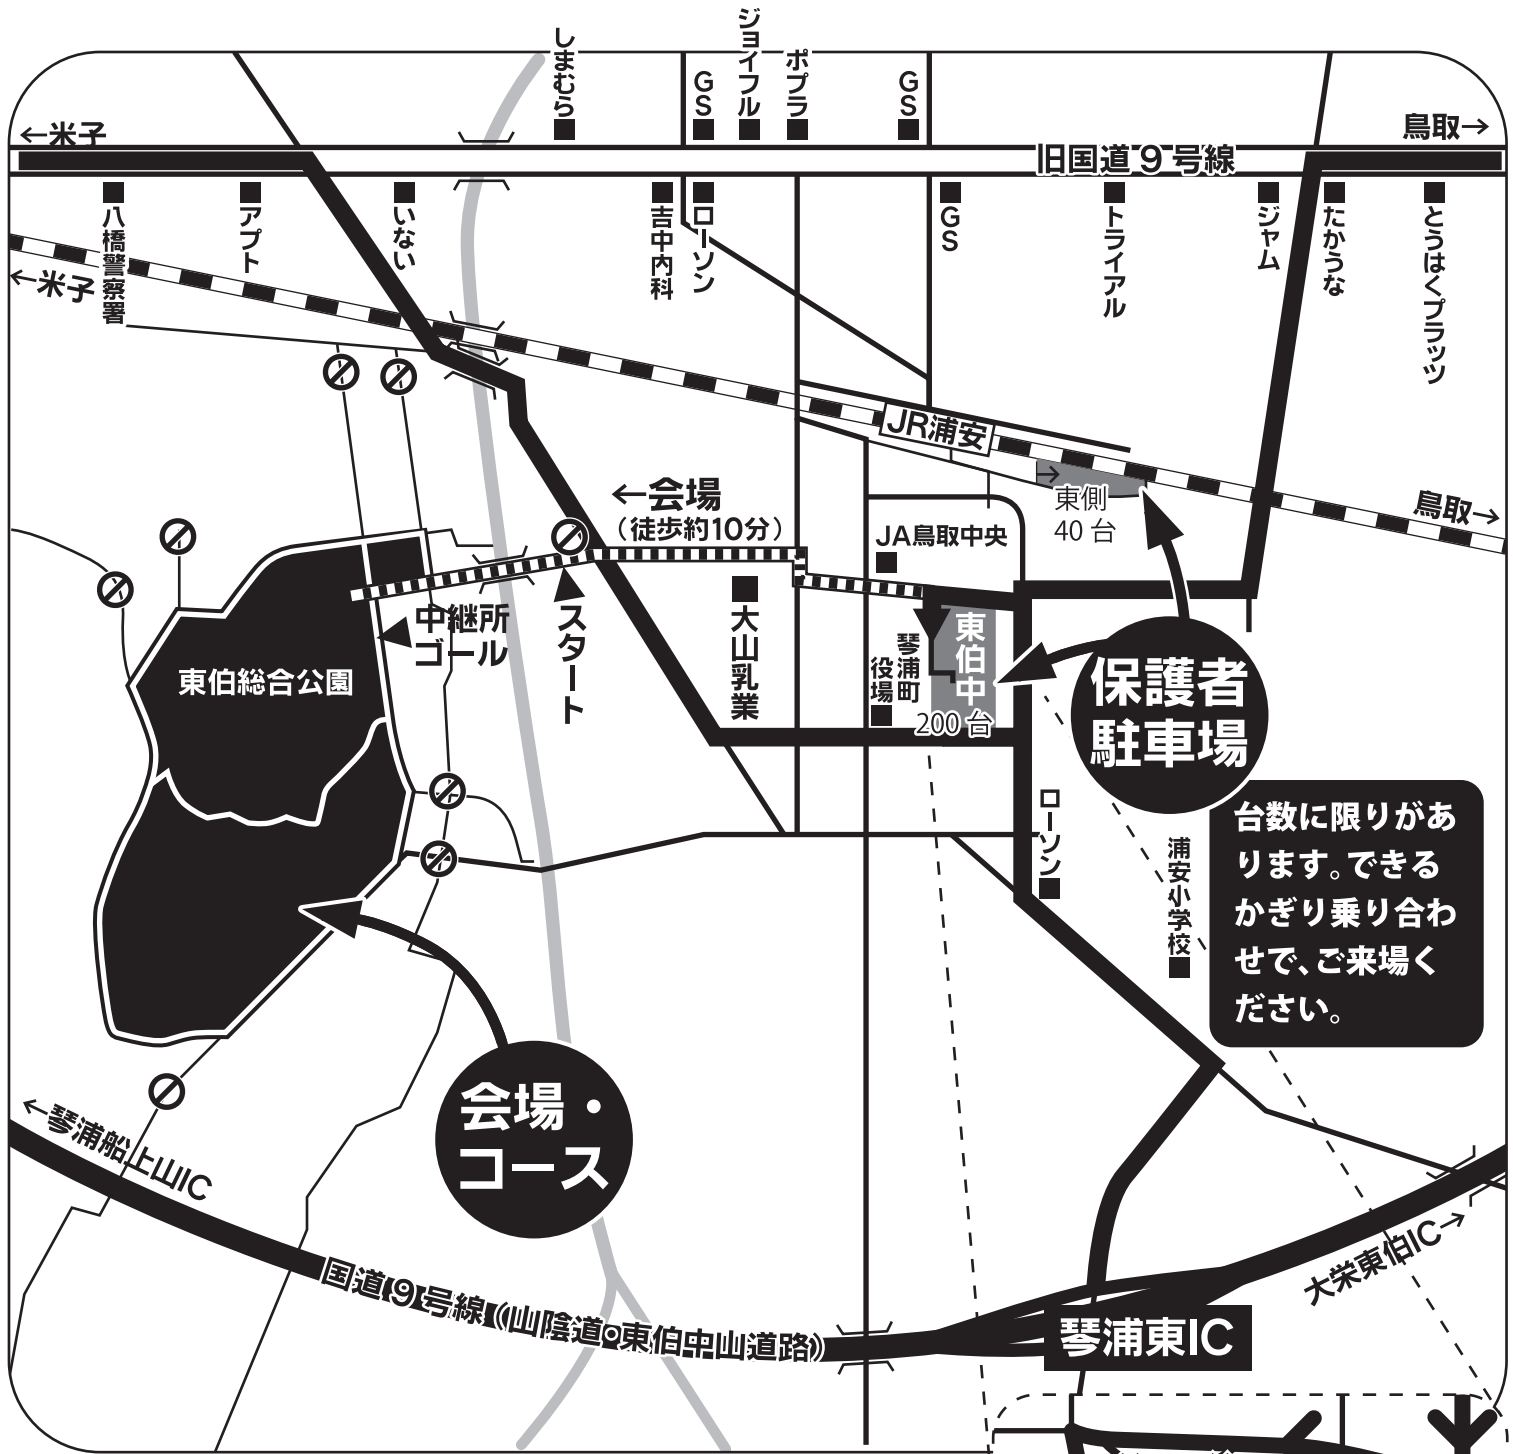 しまむら
GS
ジョイフル
ポプラ
GS
←米子
鳥取→
旧国道9号線
八橋警察署
アプト
いない
吉中内科
ローソン
GS
トライアル
ジャム
たかうな
とうはくプラッツ
←米子
JR浦安
→
東側
40台
鳥取→
←会場
(徒歩約10分)
JA鳥取中央
中継所
ゴール
スタート
大山乳業
琴浦町
役場
東伯中
200台
東伯総合公園
保護者
駐車場
ローソン
浦安小学校
台数に限りがあ
ります。できる
かぎり乗り合わ
せで、ご来場く
ださい。
会場・
コース
←琴浦船上山IC
国道9号線(山陰道・東伯中山道路)
大栄東伯IC→
琴浦東IC